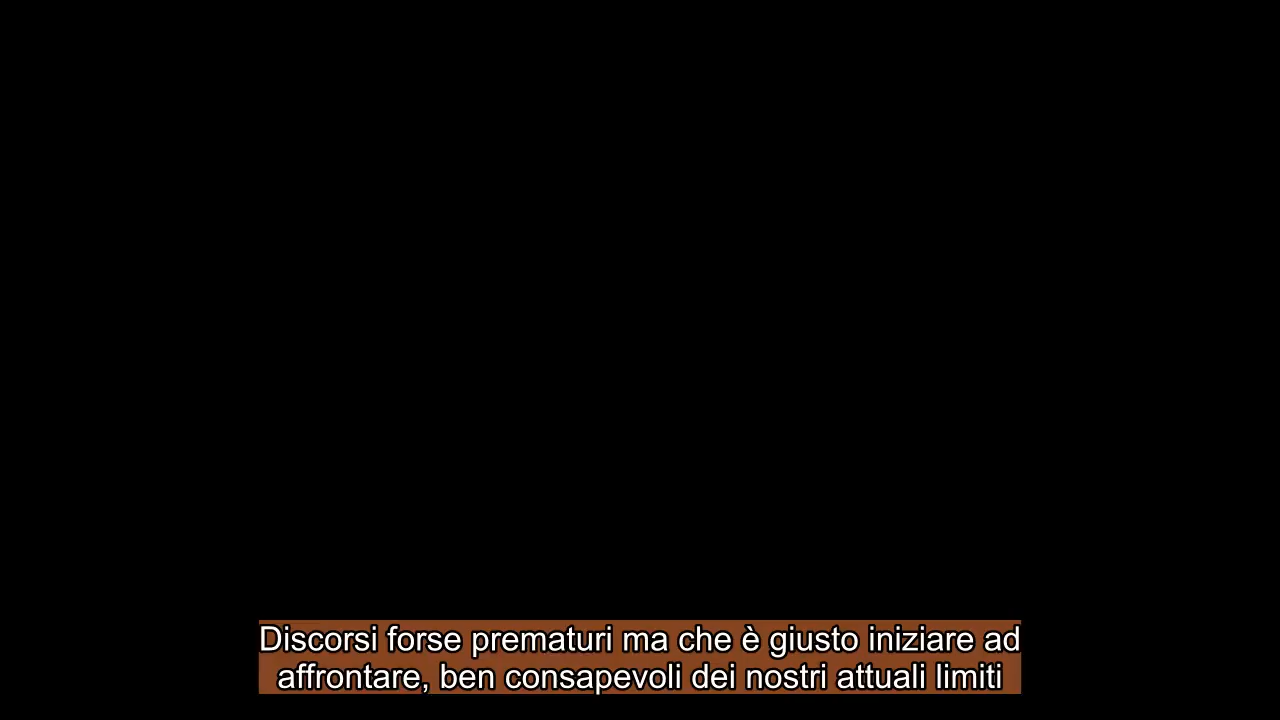 Discorsi forse prematuri ma che è giusto iniziare ad
affrontare, ben consapevoli dei nostri attuali limiti